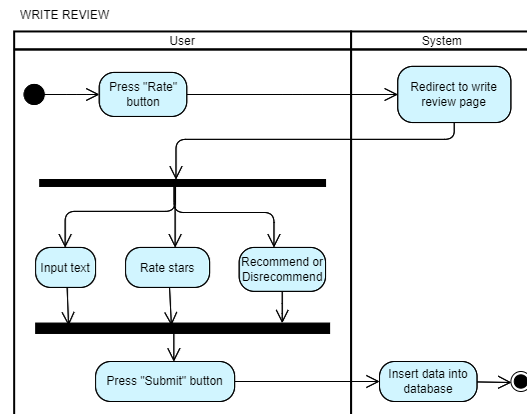 WRITE REVIEW
User
System
Press "Rate"
button
Redirect to write
review page
Input text
Rate stars
Recommend or
Disrecommend
Press "Submit" button
Insert data into
database